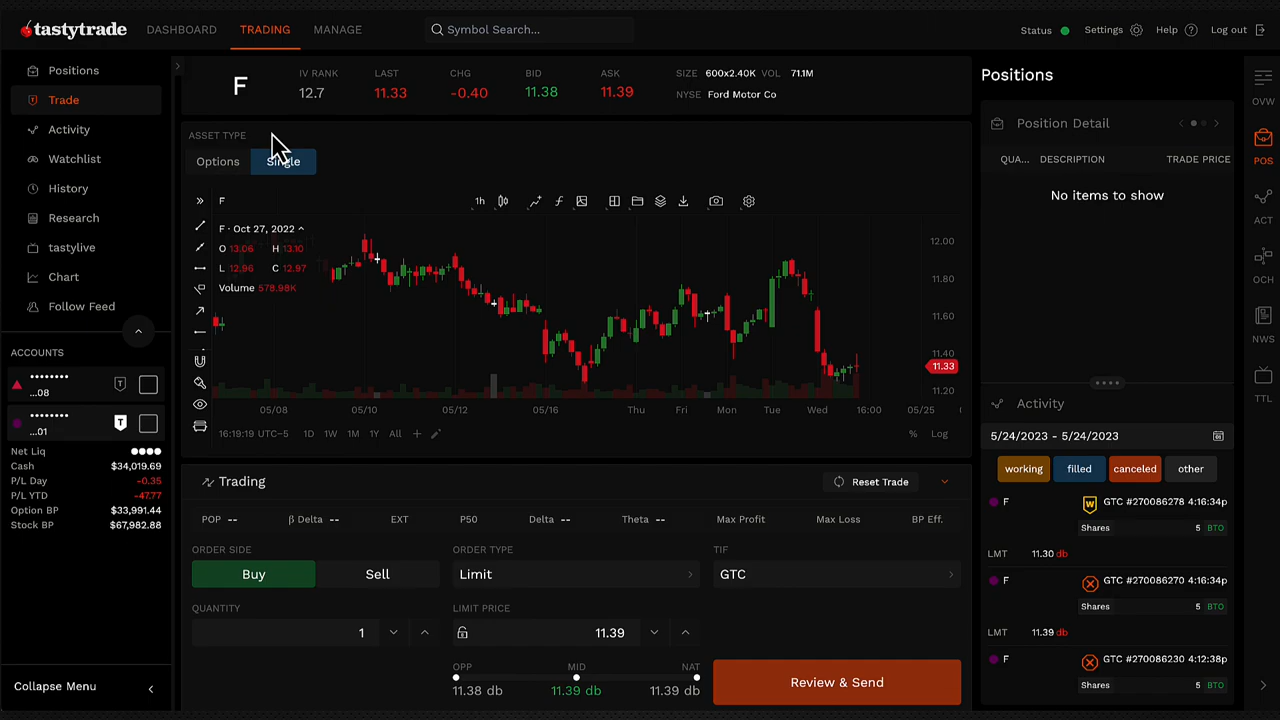 tastytrade
DASHBOARD
TRADING
MANAGE
Symbol Search...
Status
Settings
Help
Log out
Positions
Trade
Activity
Watchlist
History
Research
tastylive
Chart
Follow Feed
ACCOUNTS
•••••••• ...08
•••••••• ...01
Net Liq
Cash $34,019.69
P/L Day -0.35
P/L YTD -47.77
Option BP $33,991.44
Stock BP $67,982.88
Collapse Menu
F
IV RANK 12.7
LAST 11.33
CHG -0.40
BID 11.38
ASK 11.39
SIZE 600x2.40K VOL 71.1M
NYSE Ford Motor Co
ASSET TYPE
Options
Single
F
1h
F · Oct 27, 2022
O 13.06 H 13.10
L 12.96 C 12.97
Volume 578.98K
12.00
11.80
11.60
11.40
11.33
11.20
05/08 05/10 05/12 05/16 Thu Fri Mon Tue Wed 16:00 05/25
16:19:19 UTC-5 1D 1W 1M 1Y All % Log
Trading
Reset Trade
POP -- β Delta -- EXT P50 Delta -- Theta -- Max Profit Max Loss BP Eff.
ORDER SIDE
Buy
Sell
ORDER TYPE
Limit
TIF
GTC
QUANTITY
1
LIMIT PRICE
11.39
OPP MID NAT
11.38 db 11.39 db 11.39 db
Review & Send
Positions
Position Detail
QUA... DESCRIPTION TRADE PRICE
No items to show
Activity
5/24/2023 - 5/24/2023
working filled canceled other
F W GTC #270086278 4:16:34p
Shares 5 BTO
LMT 11.30 db
F GTC #270086270 4:16:34p
Shares 5 BTO
LMT 11.39 db
F GTC #270086230 4:12:38p
Shares 5 BTO
OVW
POS
ACT
OCH
NWS
TTL